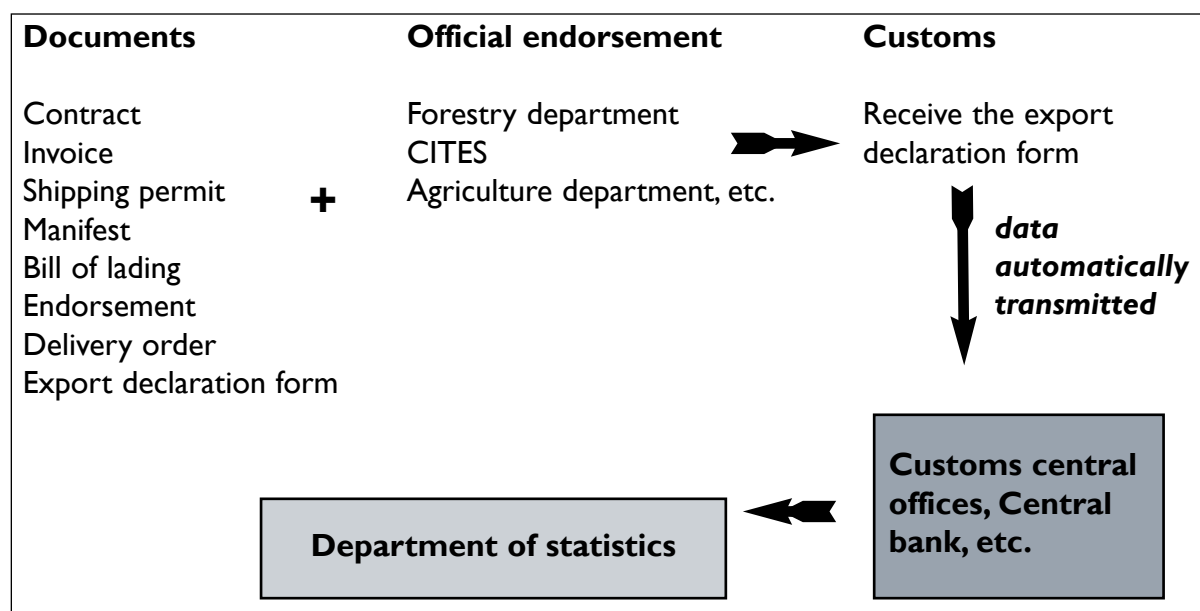 Documents
Contract
Invoice
Shipping permit
Manifest
Bill of lading
Endorsement
Delivery order
Export declaration form
+
Official endorsement
Forestry department
CITES
Agriculture department, etc.
Customs
Receive the export
declaration form
data
automatically
transmitted
Customs central
offices, Central
bank, etc.
Department of statistics